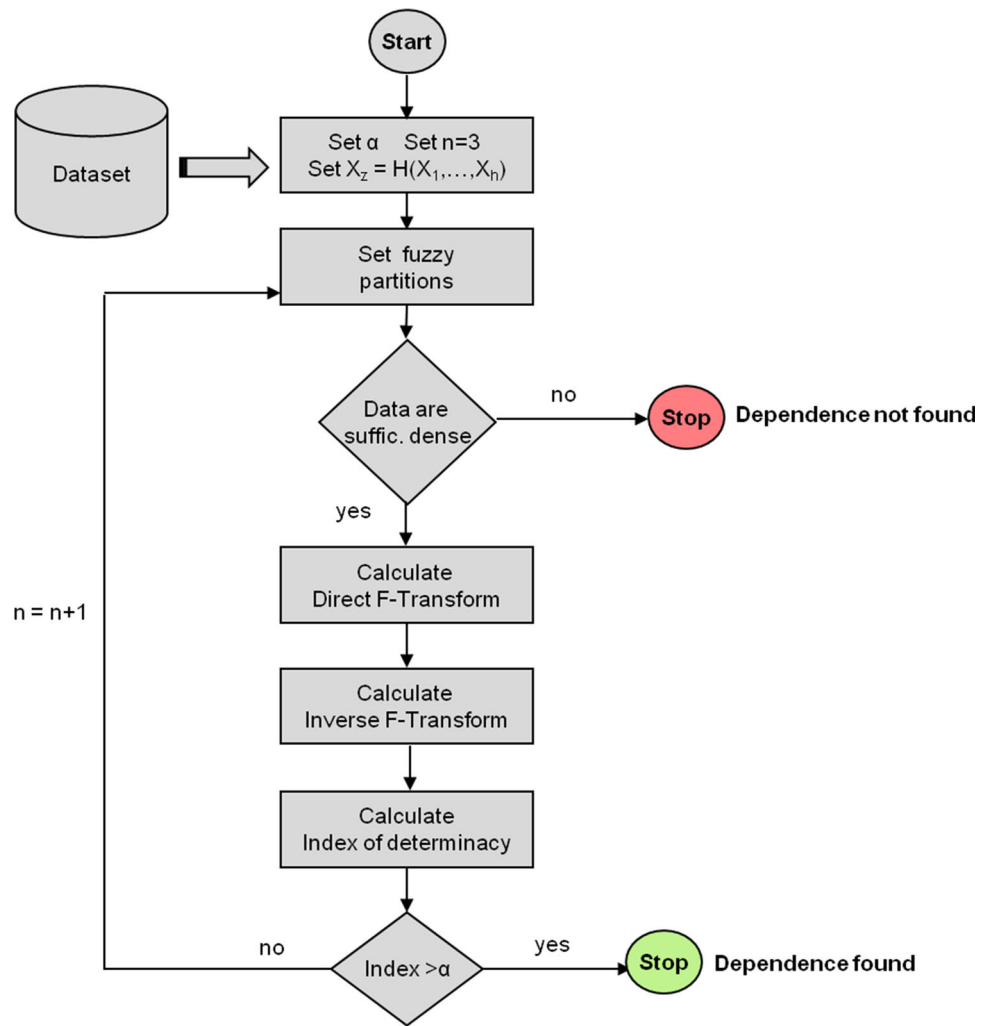 Start
Dataset
Set α Set n=3
Set X_z = H(X_1,…,X_h)
Set fuzzy
partitions
Data are
suffic. dense
no
Stop
Dependence not found
yes
Calculate
Direct F-Transform
n = n+1
Calculate
Inverse F-Transform
Calculate
Index of determinacy
no
Index >α
yes
Stop
Dependence found